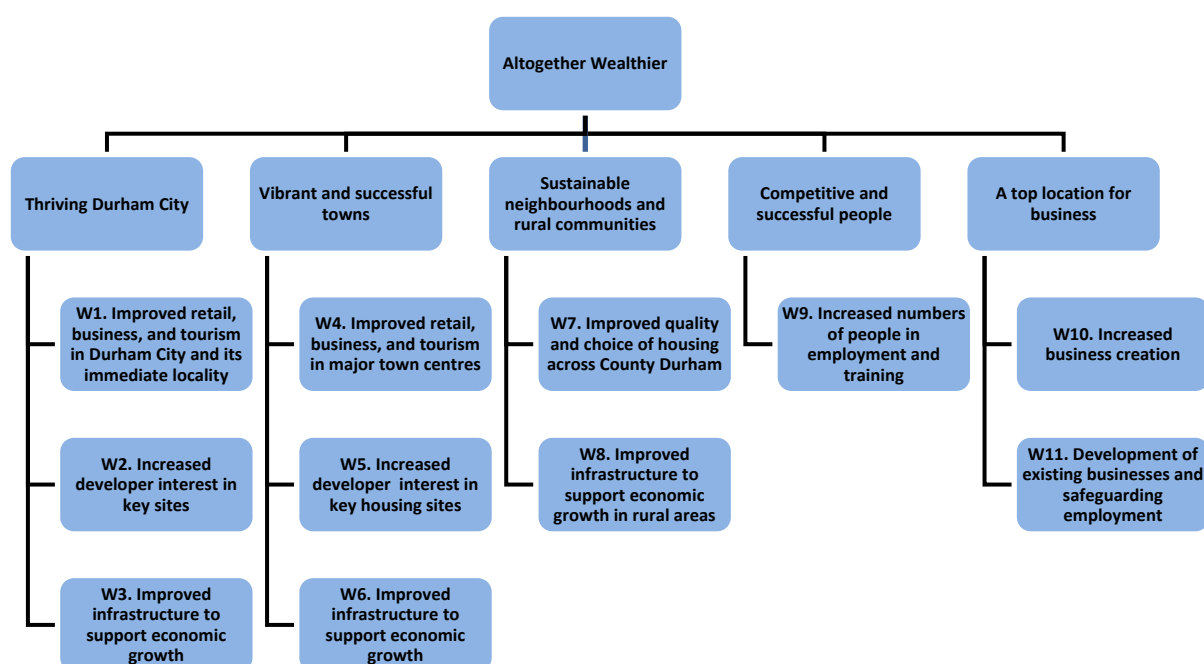 Altogether Wealthier
Thriving Durham City
Vibrant and successful
towns
Sustainable
neighbourhoods and
rural communities
Competitive and
successful people
A top location for
business
W1. Improved retail,
business, and tourism
in Durham City and its
immediate locality
W4. Improved retail,
business, and tourism
in major town centres
W7. Improved quality
and choice of housing
across County Durham
W9. Increased numbers
of people in
employment and
training
W10. Increased
business creation
W2. Increased
developer interest in
key sites
W5. Increased
developer interest in
key housing sites
W8. Improved
infrastructure to
support economic
growth in rural areas
W11. Development of
existing businesses and
safeguarding
employment
W3. Improved
infrastructure to
support economic
growth
W6. Improved
infrastructure to
support economic
growth